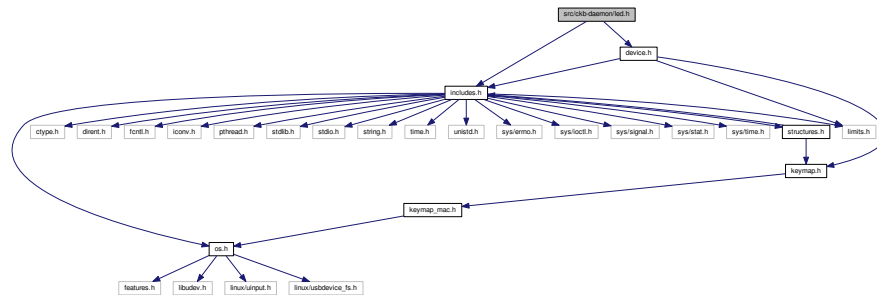 src/ckb-daemon/led.h
device.h
includes.h
ctype.h dirent.h fcntl.h iconv.h pthread.h stdlib.h stdio.h string.h time.h unistd.h sys/errno.h sys/ioctl.h sys/signal.h sys/stat.h sys/time.h structures.h limits.h
keymap.h
keymap_mac.h
os.h
features.h libudev.h linux/uinput.h linux/usbdevice_fs.h